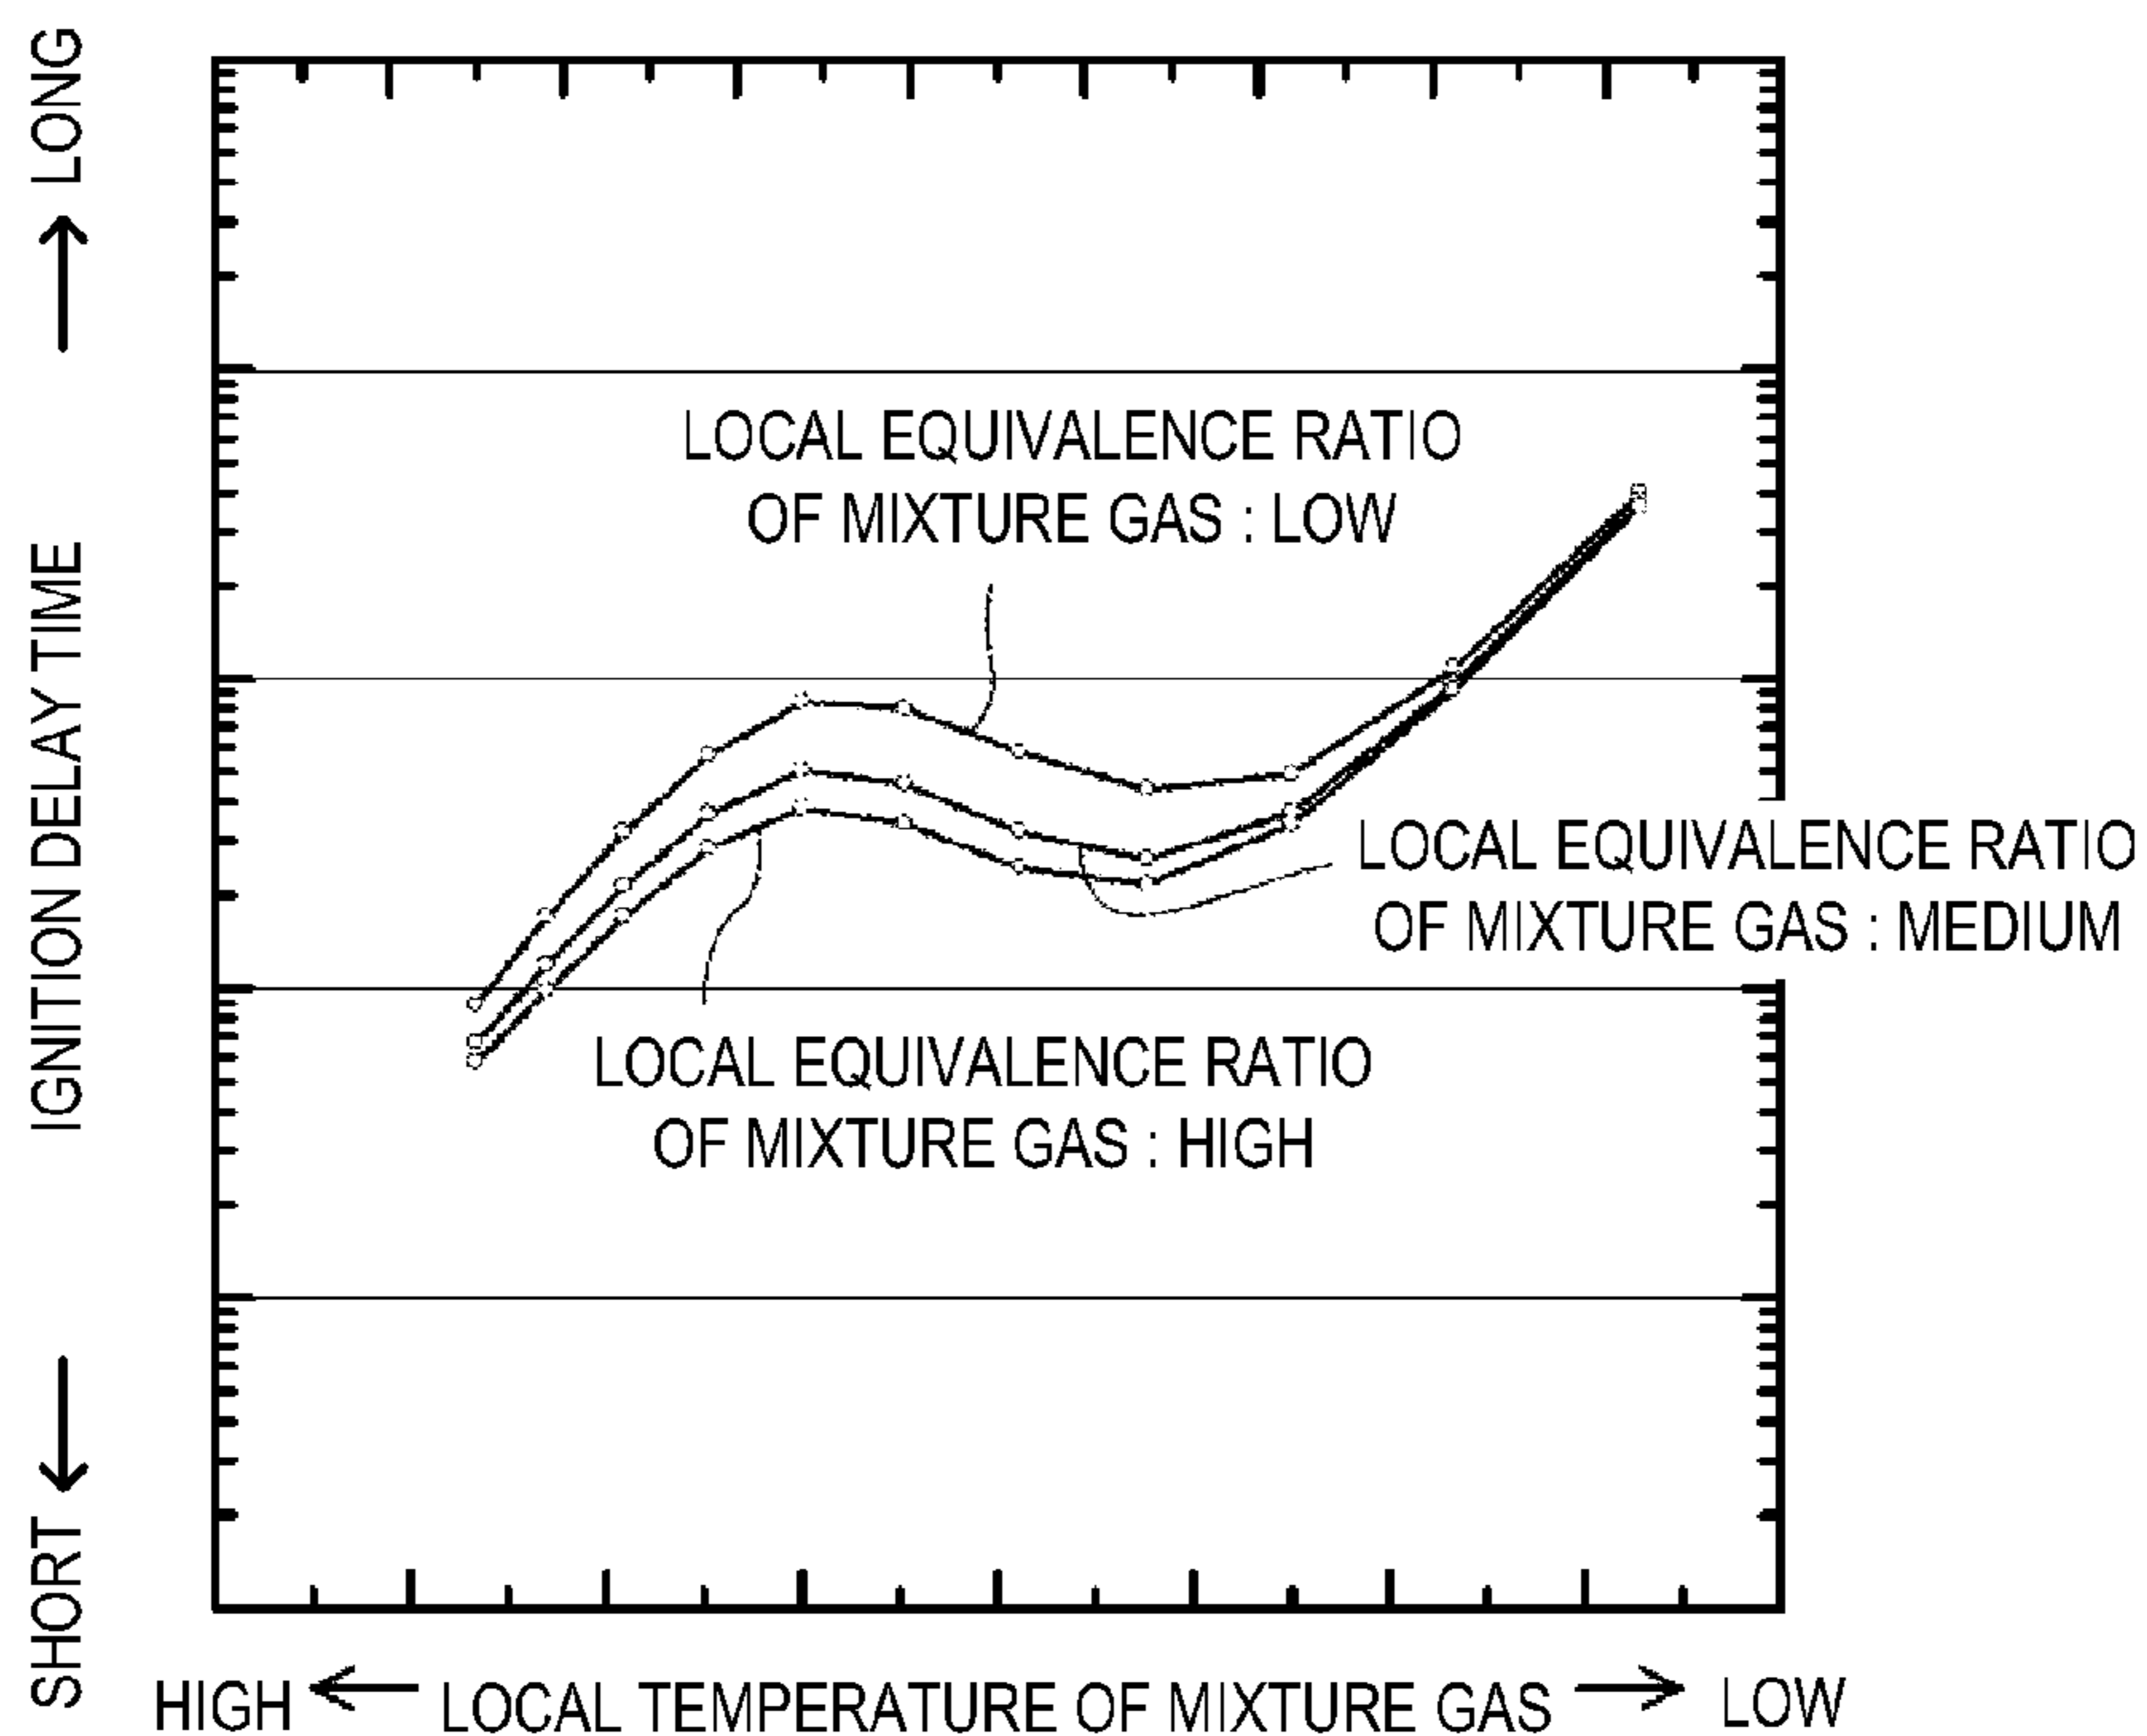 LONG
IGNITION DELAY TIME
SHORT
LOCAL EQUIVALENCE RATIO
OF MIXTURE GAS : LOW
LOCAL EQUIVALENCE RATIO
OF MIXTURE GAS : MEDIUM
LOCAL EQUIVALENCE RATIO
OF MIXTURE GAS : HIGH
HIGH ← LOCAL TEMPERATURE OF MIXTURE GAS → LOW